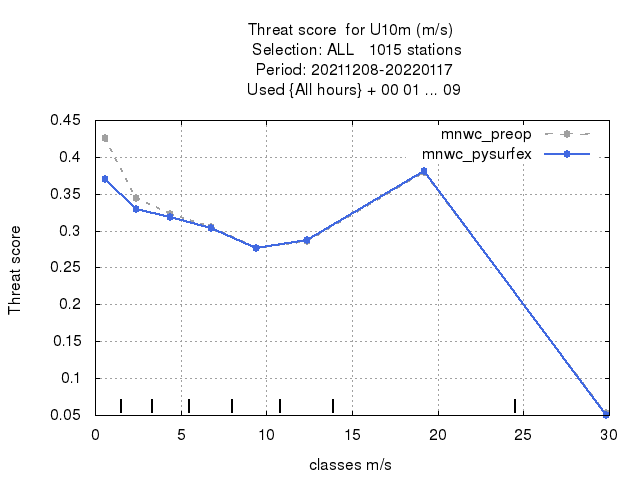 Threat score  for U10m (m/s)
Selection: ALL   1015 stations
Period: 20211208-20220117
Used {All hours} + 00 01 ... 09
mnwc_preop
mnwc_pysurfex
0.45
0.4
0.35
0.3
0.25
0.2
0.15
0.1
0.05
Threat score
0 5 10 15 20 25 30
classes m/s